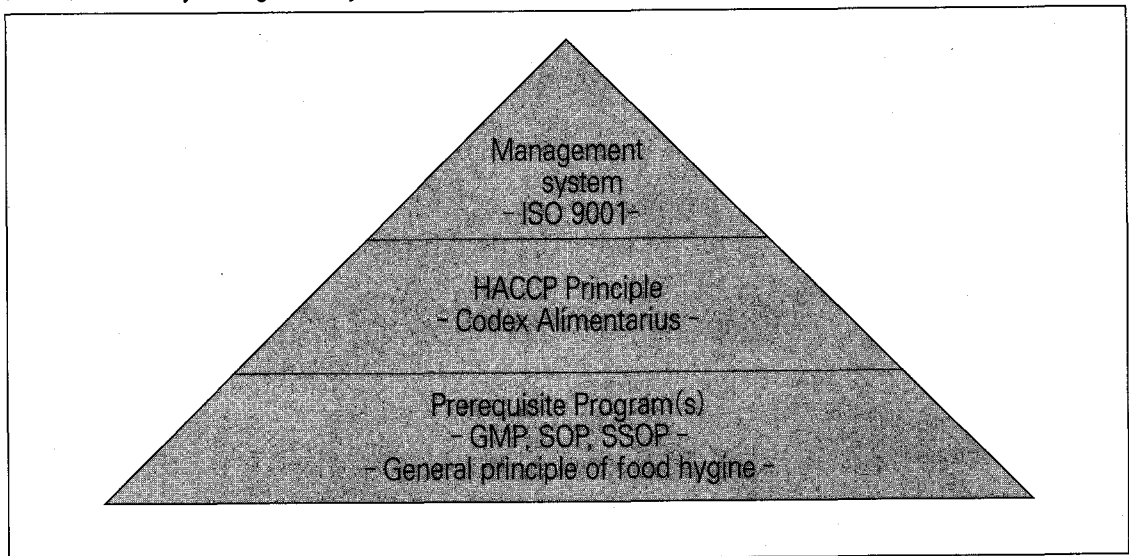 Management
system
- ISO 9001-
HACCP Principle
- Codex Alimentarius -
Prerequisite Program(s)
- GMP, SOP, SSOP -
- General principle of food hygine -